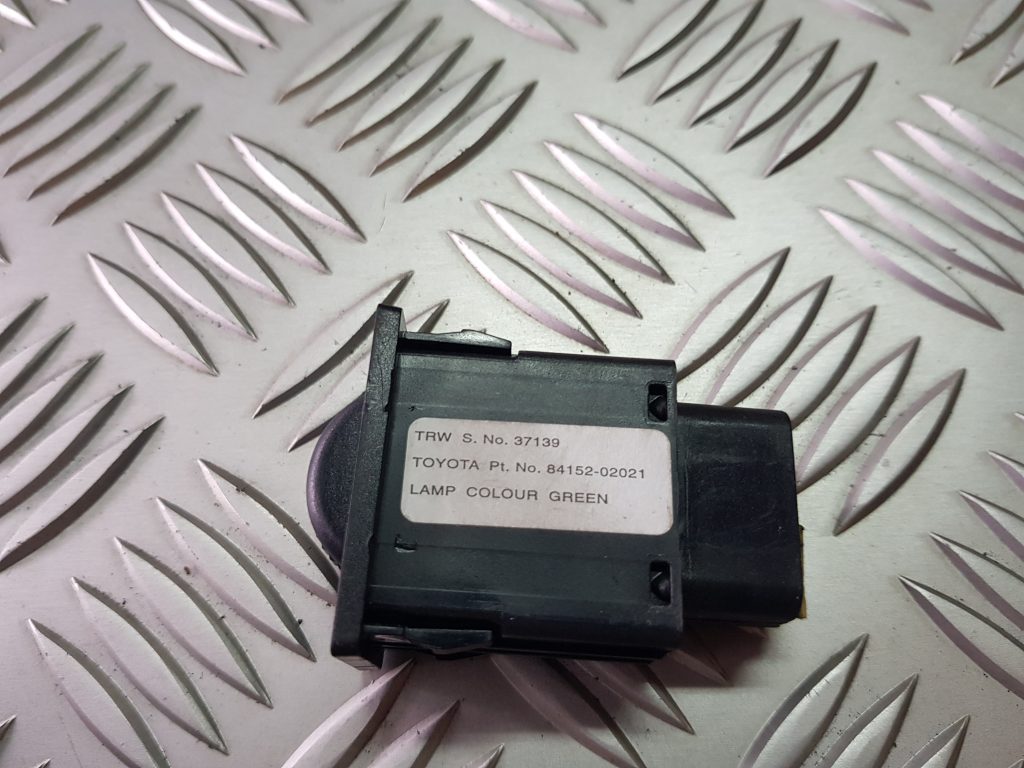 TRW S. No. 37139
TOYOTA Pt. No. 84152-02021
LAMP COLOUR GREEN